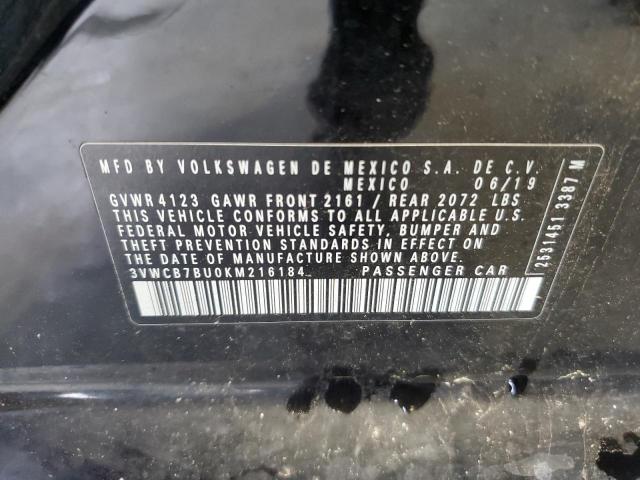 MFD BY VOLKSWAGEN DE MEXICO S.A. DE C.V.
MEXICO 06/19
GVWR 4123 GAWR FRONT 2161 / REAR 2072 LBS
THIS VEHICLE CONFORMS TO ALL APPLICABLE U.S.
FEDERAL MOTOR VEHICLE SAFETY, BUMPER AND
THEFT PREVENTION STANDARDS IN EFFECT ON
THE DATE OF MANUFACTURE SHOWN ABOVE.
3VWCB7BU0KM216184 PASSENGER CAR
2531451 3387 M